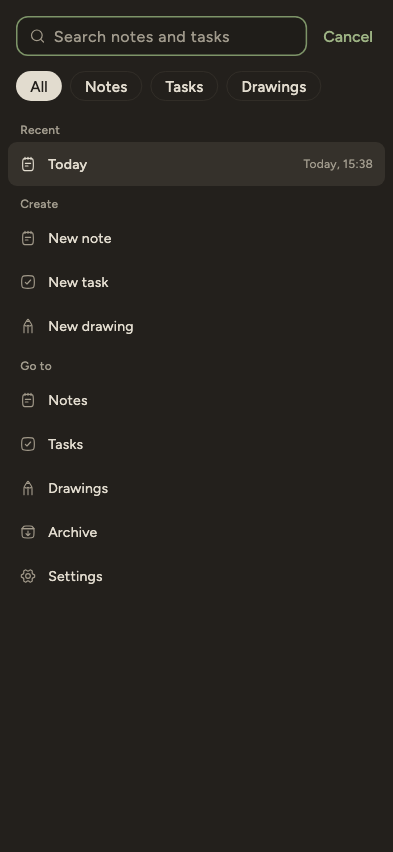 Search notes and tasks Cancel
All Notes Tasks Drawings
Recent
Today Today, 15:38
Create
New note
New task
New drawing
Go to
Notes
Tasks
Drawings
Archive
Settings